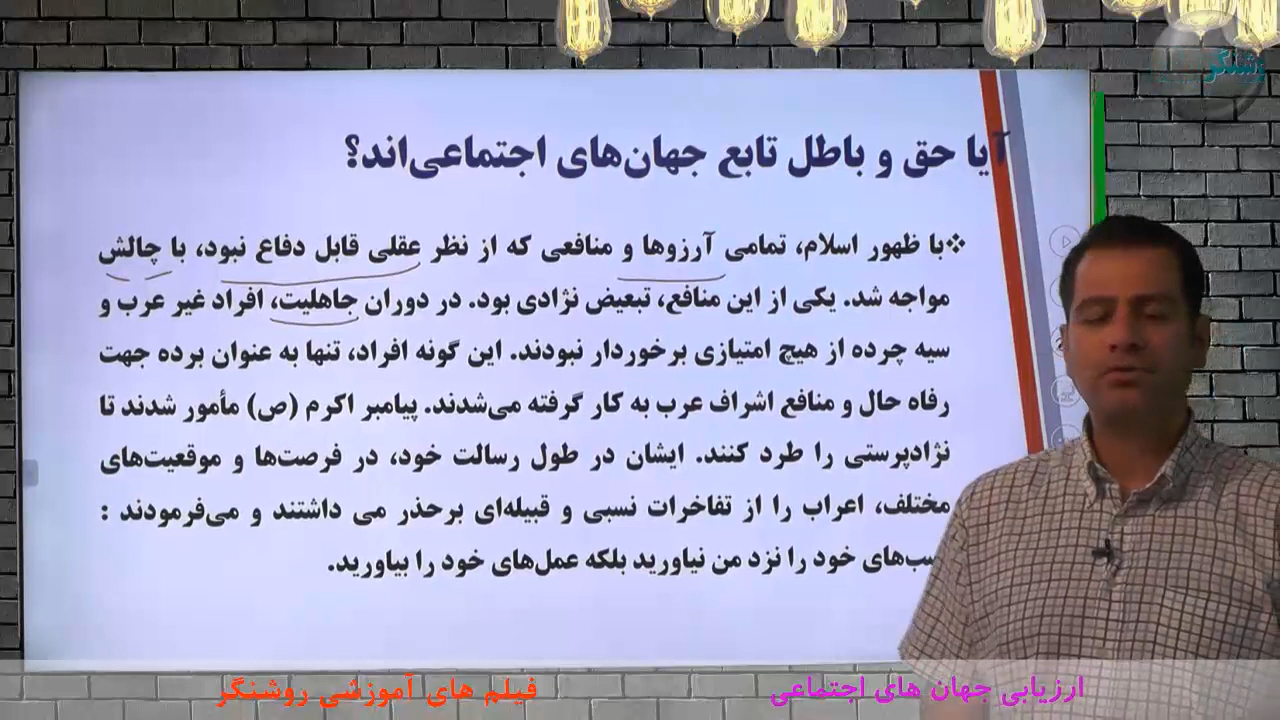 آیا حق و باطل تابع جهان‌های اجتماعی‌اند؟
❖با ظهور اسلام، تمامی آرزوها و منافعی که از نظر عقلی قابل دفاع نبود، با چالش
مواجه شد. یکی از این منافع، تبعیض نژادی بود. در دوران جاهلیت، افراد غیر عرب و
سیه چرده از هیچ امتیازی برخوردار نبودند. این گونه افراد، تنها به عنوان برده جهت
رفاه حال و منافع اشراف عرب به کار گرفته می‌شدند. پیامبر اکرم (ص) مأمور شدند تا
نژادپرستی را طرد کنند. ایشان در طول رسالت خود، در فرصت‌ها و موقعیت‌های
مختلف، اعراب را از تفاخرات نسبی و قبیله‌ای برحذر می داشتند و می‌فرمودند :
خود را نزد من نیاورید بلکه عمل‌های خود را بیاورید.
ارزیابی جهان های اجتماعی
فیلم های آموزشی روشنگر